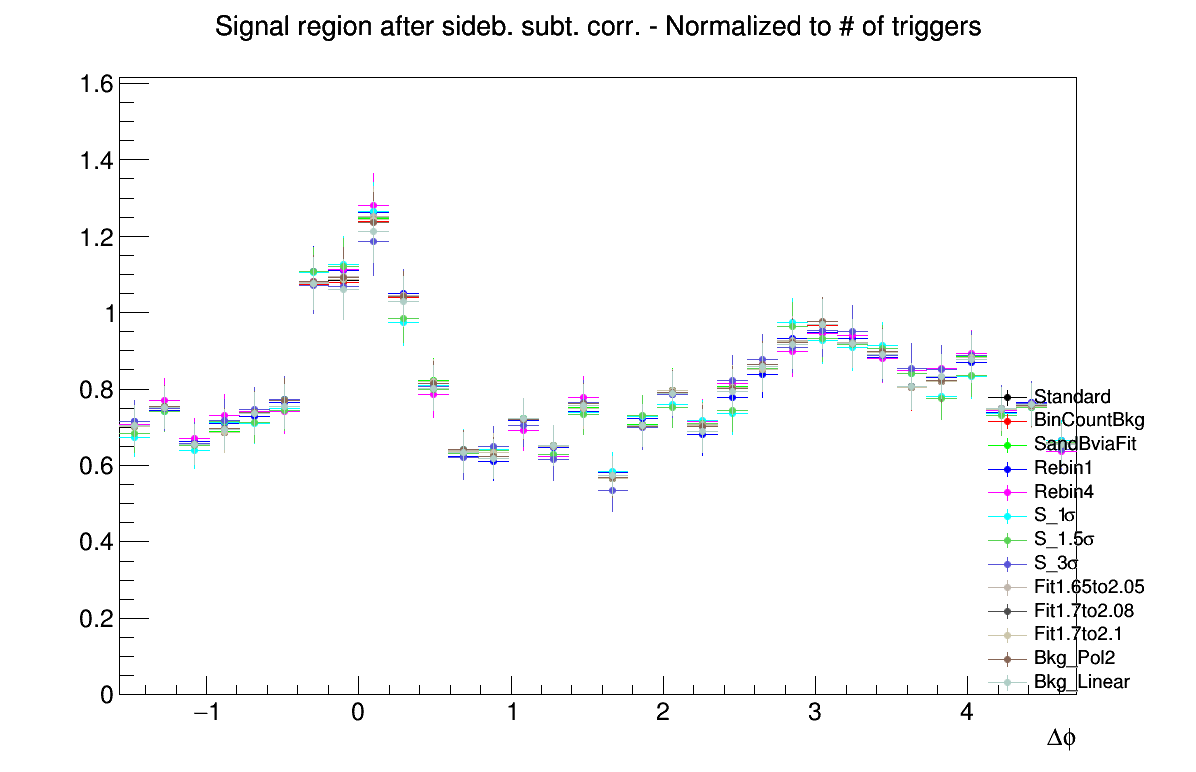 Signal region after sideb. subt. corr. - Normalized to # of triggers
1.6
1.4
1.2
1
0.8
0.6
0.4
0.2
0
−1
0
1
2
3
4
Δϕ
Standard
BinCountBkg
SandBviaFit
Rebin1
Rebin4
S_1σ
S_1.5σ
S_3σ
Fit1.65to2.05
Fit1.7to2.08
Fit1.7to2.1
Bkg_Pol2
Bkg_Linear